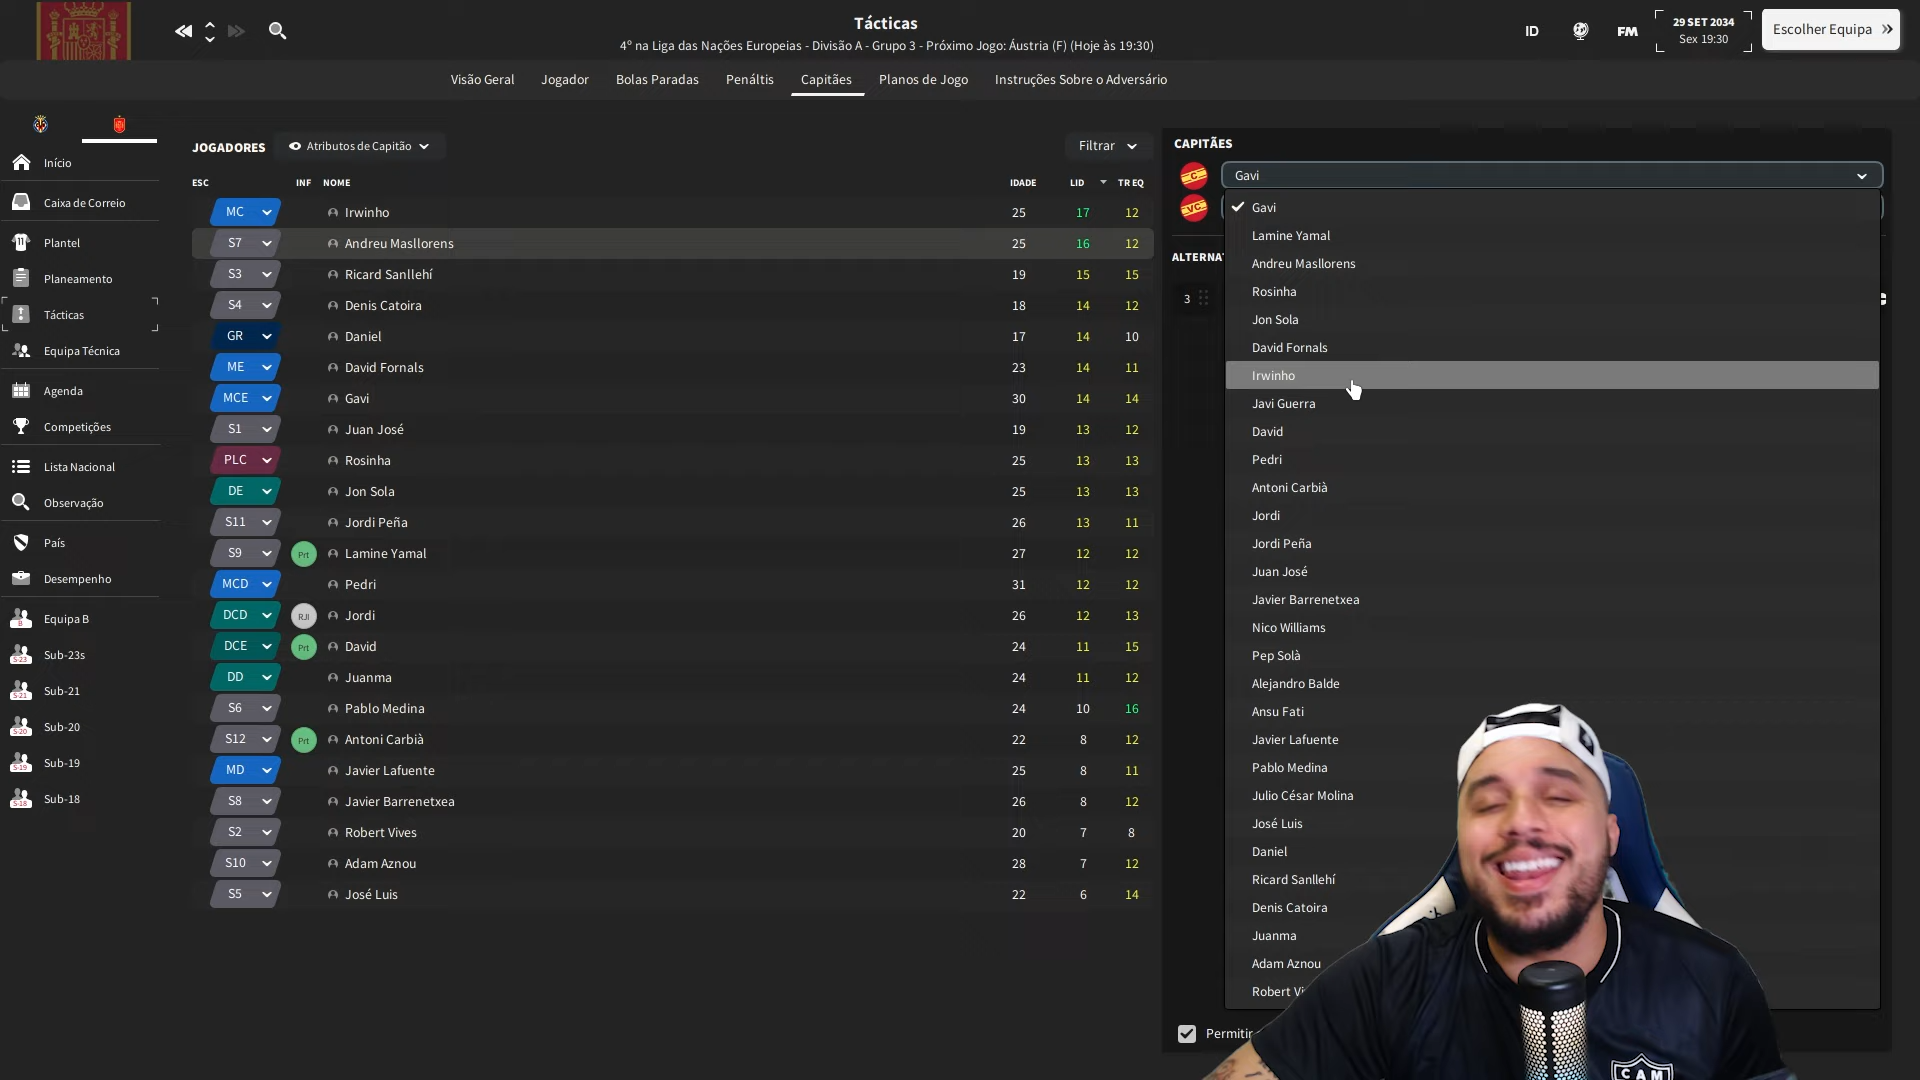 Tácticas
4º na Liga das Nações Europeias - Divisão A - Grupo 3 - Próximo Jogo: Áustria (F) (Hoje às 19:30)
ID
FM
29 SET 2034
Sex 19:30
Escolher Equipa
Visão Geral
Jogador
Bolas Paradas
Penáltis
Capitães
Planos de Jogo
Instruções Sobre o Adversário
Início
Caixa de Correio
Plantel
Planeamento
Tácticas
Equipa Técnica
Agenda
Competições
Lista Nacional
Observação
País
Desempenho
Equipa B
Sub-23s
Sub-21
Sub-20
Sub-19
Sub-18
JOGADORES
Atributos de Capitão
Filtrar
ESC INF NOME IDADE LID TR EQ
MC Irwinho 25 17 12
S7 Andreu Masllorens 25 16 12
S3 Ricard Sanllehí 19 15 15
S4 Denis Catoira 18 14 12
GR Daniel 17 14 10
ME David Fornals 23 14 11
MCE Gavi 30 14 14
S1 Juan José 19 13 12
PLC Rosinha 25 13 13
DE Jon Sola 25 13 13
S11 Jordi Peña 26 13 11
S9 Prt Lamine Yamal 27 12 12
MCD Pedri 31 12 12
DCD RJI Jordi 26 12 13
DCE Prt David 24 11 15
DD Juanma 24 11 12
S6 Pablo Medina 24 10 16
S12 Prt Antoni Carbià 22 8 12
MD Javier Lafuente 25 8 11
S8 Javier Barrenetxea 26 8 12
S2 Robert Vives 20 7 8
S10 Adam Aznou 28 7 12
S5 José Luis 22 6 14
CAPITÃES
C
Gavi
VC
ALTERNA
3
Gavi
Lamine Yamal
Andreu Masllorens
Rosinha
Jon Sola
David Fornals
Irwinho
Javi Guerra
David
Pedri
Antoni Carbià
Jordi
Jordi Peña
Juan José
Javier Barrenetxea
Nico Williams
Pep Solà
Alejandro Balde
Ansu Fati
Javier Lafuente
Pablo Medina
Julio César Molina
José Luis
Daniel
Ricard Sanllehí
Denis Catoira
Juanma
Adam Aznou
Robert Vi
Permitir
CAM